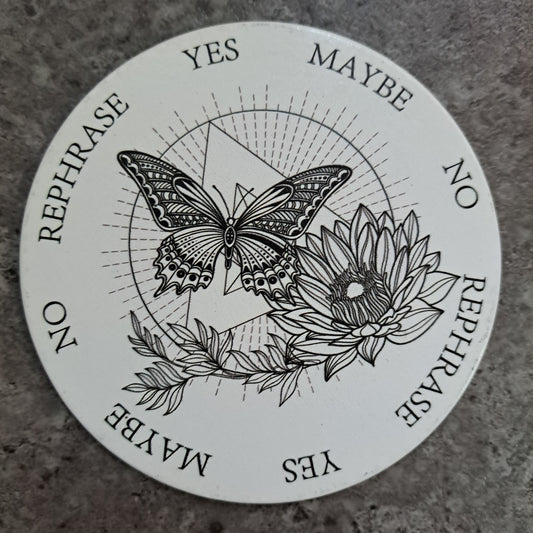 YES
MAYBE
NO
REPHRASE
YES
MAYBE
NO
REPHRASE